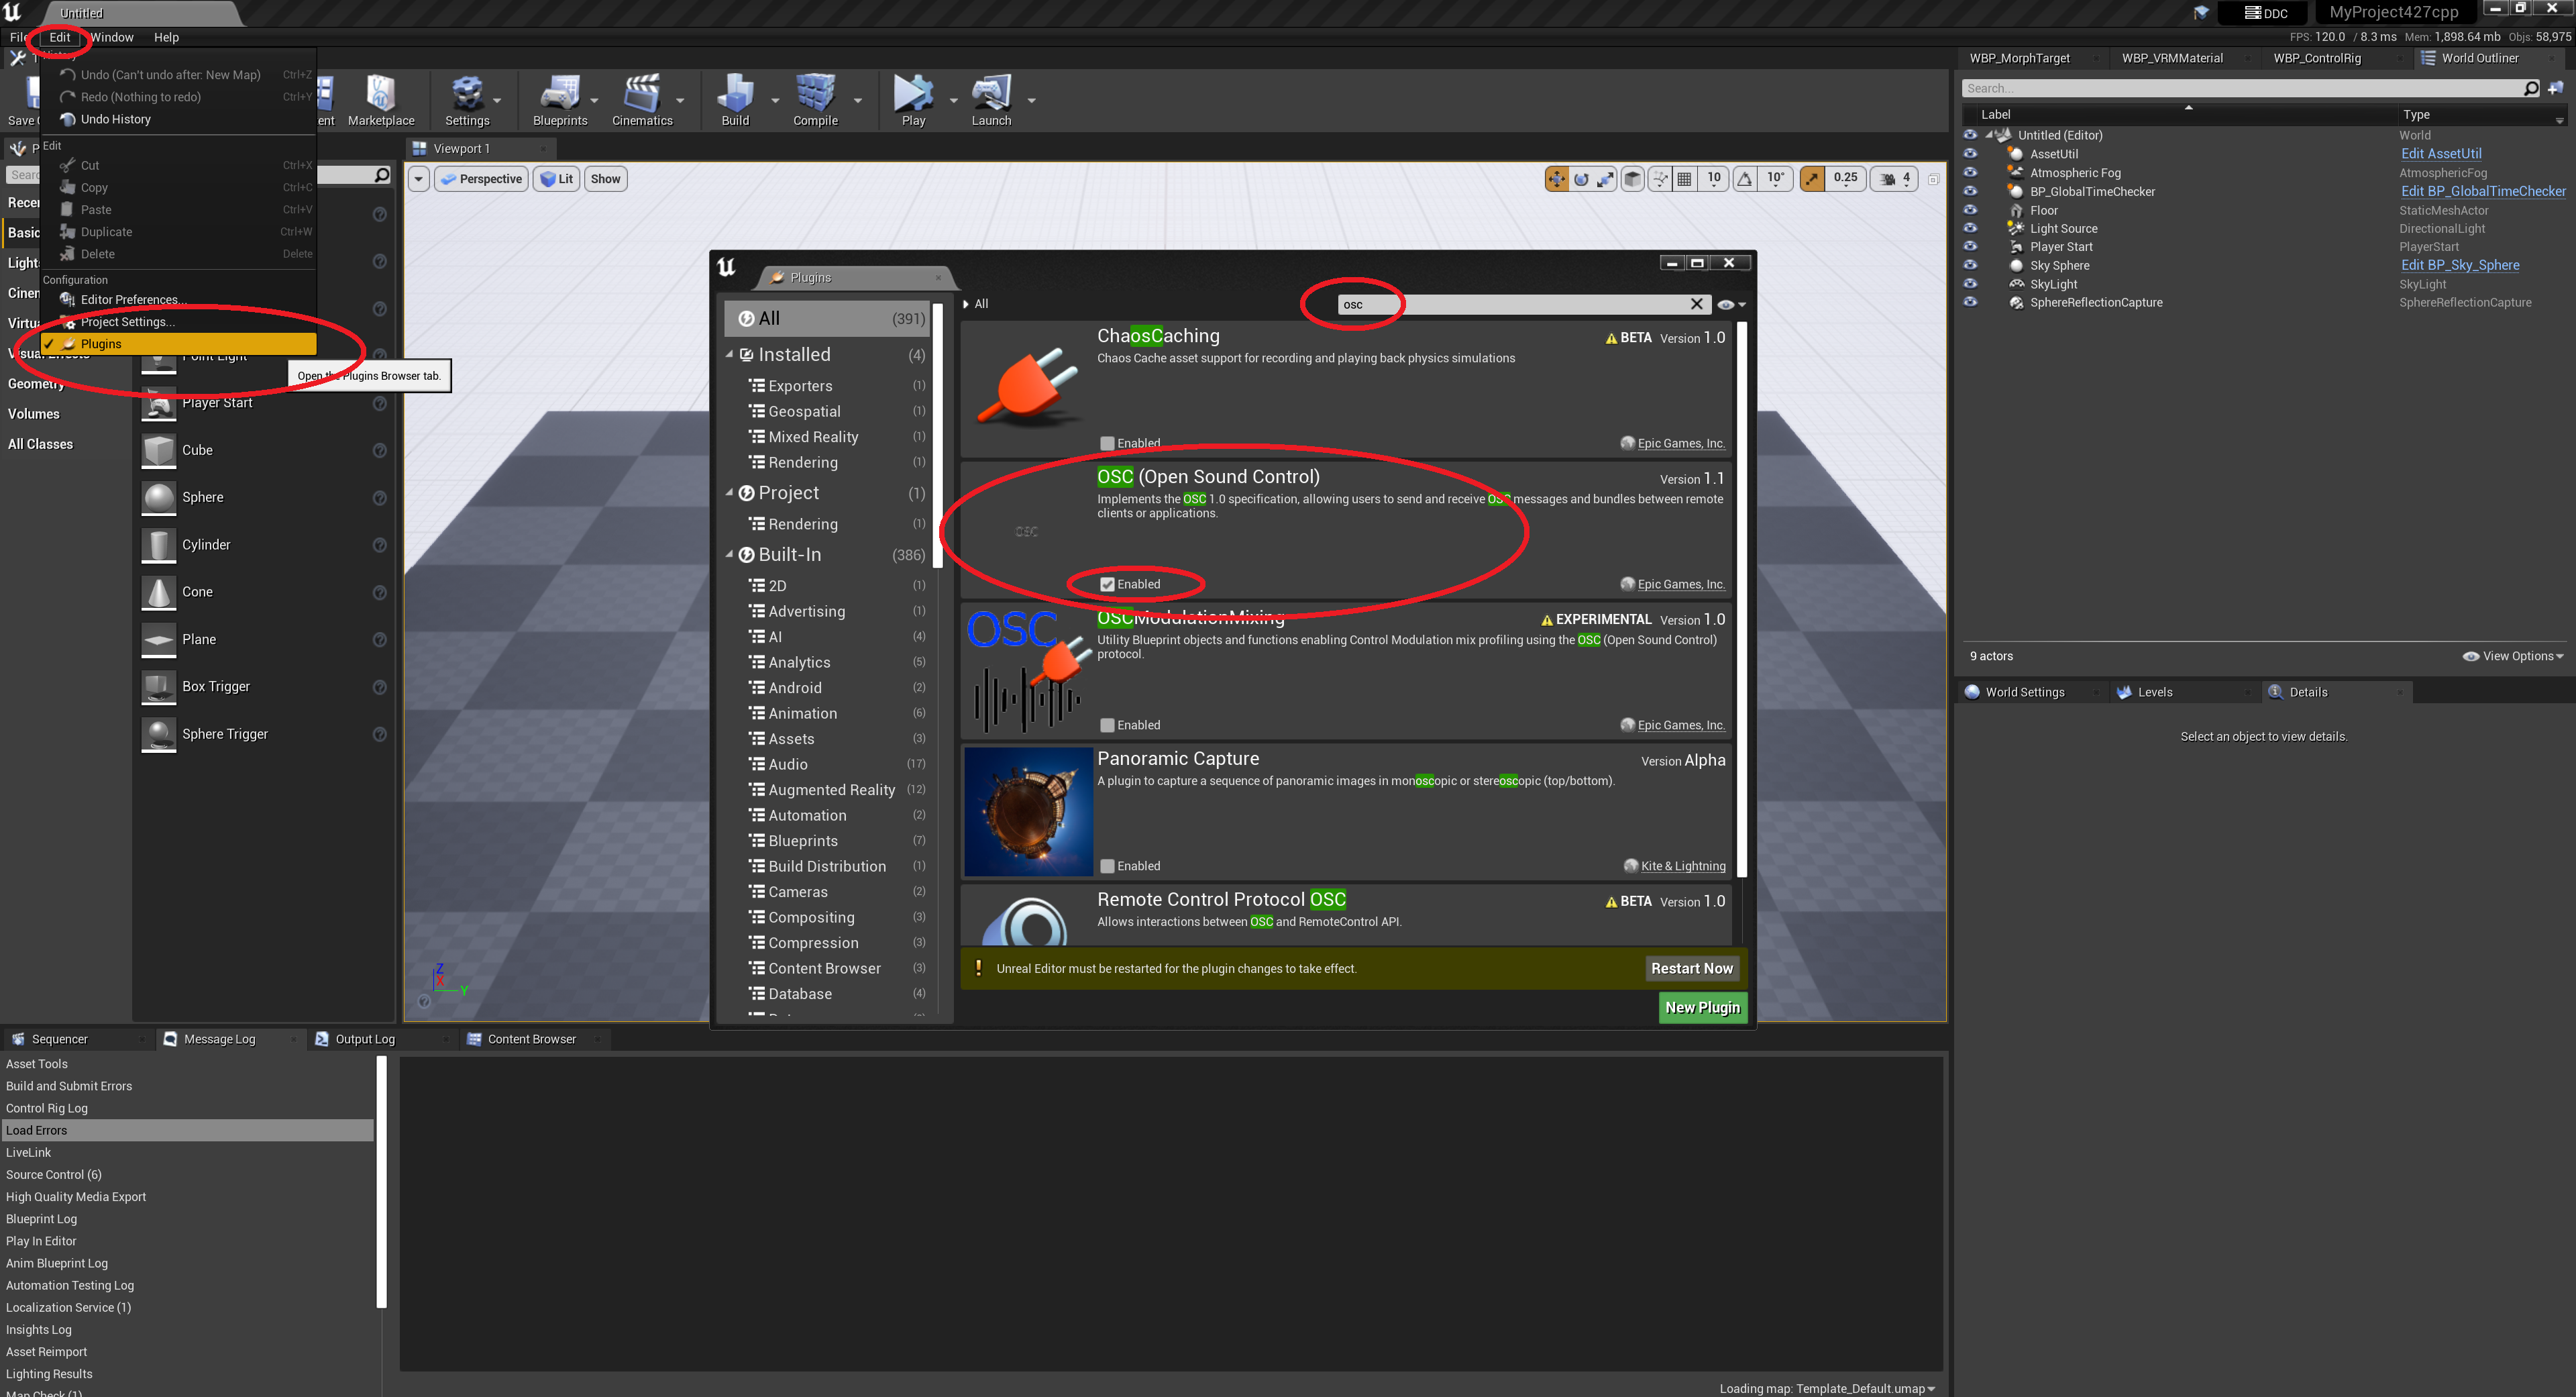 Untitled
DDC
MyProject427cpp
File Edit Window Help
FPS: 120.0 / 8.3 ms Mem: 1,898.64 mb Objs: 58,975
Undo (Can't undo after: New Map) Ctrl+Z
Redo (Nothing to redo) Ctrl+Y
Undo History
Edit
Cut Ctrl+X
Copy Ctrl+C
Paste Ctrl+V
Duplicate Ctrl+W
Delete Delete
Configuration
Editor Preferences...
Project Settings...
Plugins
Open the Plugins Browser tab.
Marketplace
Settings
Blueprints
Cinematics
Build
Compile
Play
Launch
Viewport 1
Perspective Lit Show
10 10° 0.25 4
Geometry
Volumes
All Classes
Point Light
Player Start
Cube
Sphere
Cylinder
Cone
Plane
Box Trigger
Sphere Trigger
Z
X
Y
Plugins
All (391)
Installed (4)
Exporters (1)
Geospatial (1)
Mixed Reality (1)
Rendering (1)
Project (1)
Rendering (1)
Built-In (386)
2D (1)
Advertising (1)
AI (4)
Analytics (5)
Android (2)
Animation (6)
Assets (3)
Audio (17)
Augmented Reality (12)
Automation (2)
Blueprints (7)
Build Distribution (1)
Cameras (2)
Compositing (3)
Compression (3)
Content Browser (3)
Database (4)
All
osc
ChaosCaching BETA Version 1.0
Chaos Cache asset support for recording and playing back physics simulations
Enabled Epic Games, Inc.
OSC (Open Sound Control) Version 1.1
Implements the OSC 1.0 specification, allowing users to send and receive OSC messages and bundles between remote
clients or applications.
OSC
Enabled Epic Games, Inc.
OSC
OSCModulationMixing EXPERIMENTAL Version 1.0
Utility Blueprint objects and functions enabling Control Modulation mix profiling using the OSC (Open Sound Control)
protocol.
Enabled Epic Games, Inc.
Panoramic Capture Version Alpha
A plugin to capture a sequence of panoramic images in monoscopic or stereoscopic (top/bottom).
Enabled Kite & Lightning
Remote Control Protocol OSC BETA Version 1.0
Allows interactions between OSC and RemoteControl API.
Unreal Editor must be restarted for the plugin changes to take effect.
Restart Now
New Plugin
WBP_MorphTarget WBP_VRMMaterial WBP_ControlRig World Outliner
Search...
Label Type
Untitled (Editor) World
AssetUtil Edit AssetUtil
Atmospheric Fog AtmosphericFog
BP_GlobalTimeChecker Edit BP_GlobalTimeChecker
Floor StaticMeshActor
Light Source DirectionalLight
Player Start PlayerStart
Sky Sphere Edit BP_Sky_Sphere
SkyLight SkyLight
SphereReflectionCapture SphereReflectionCapture
9 actors View Options
World Settings Levels Details
Select an object to view details.
Sequencer Message Log Output Log Content Browser
Asset Tools
Build and Submit Errors
Control Rig Log
Load Errors
LiveLink
Source Control (6)
High Quality Media Export
Blueprint Log
Play In Editor
Anim Blueprint Log
Automation Testing Log
Localization Service (1)
Insights Log
Asset Reimport
Lighting Results
Map Check (1)
Loading map: Template_Default.umap